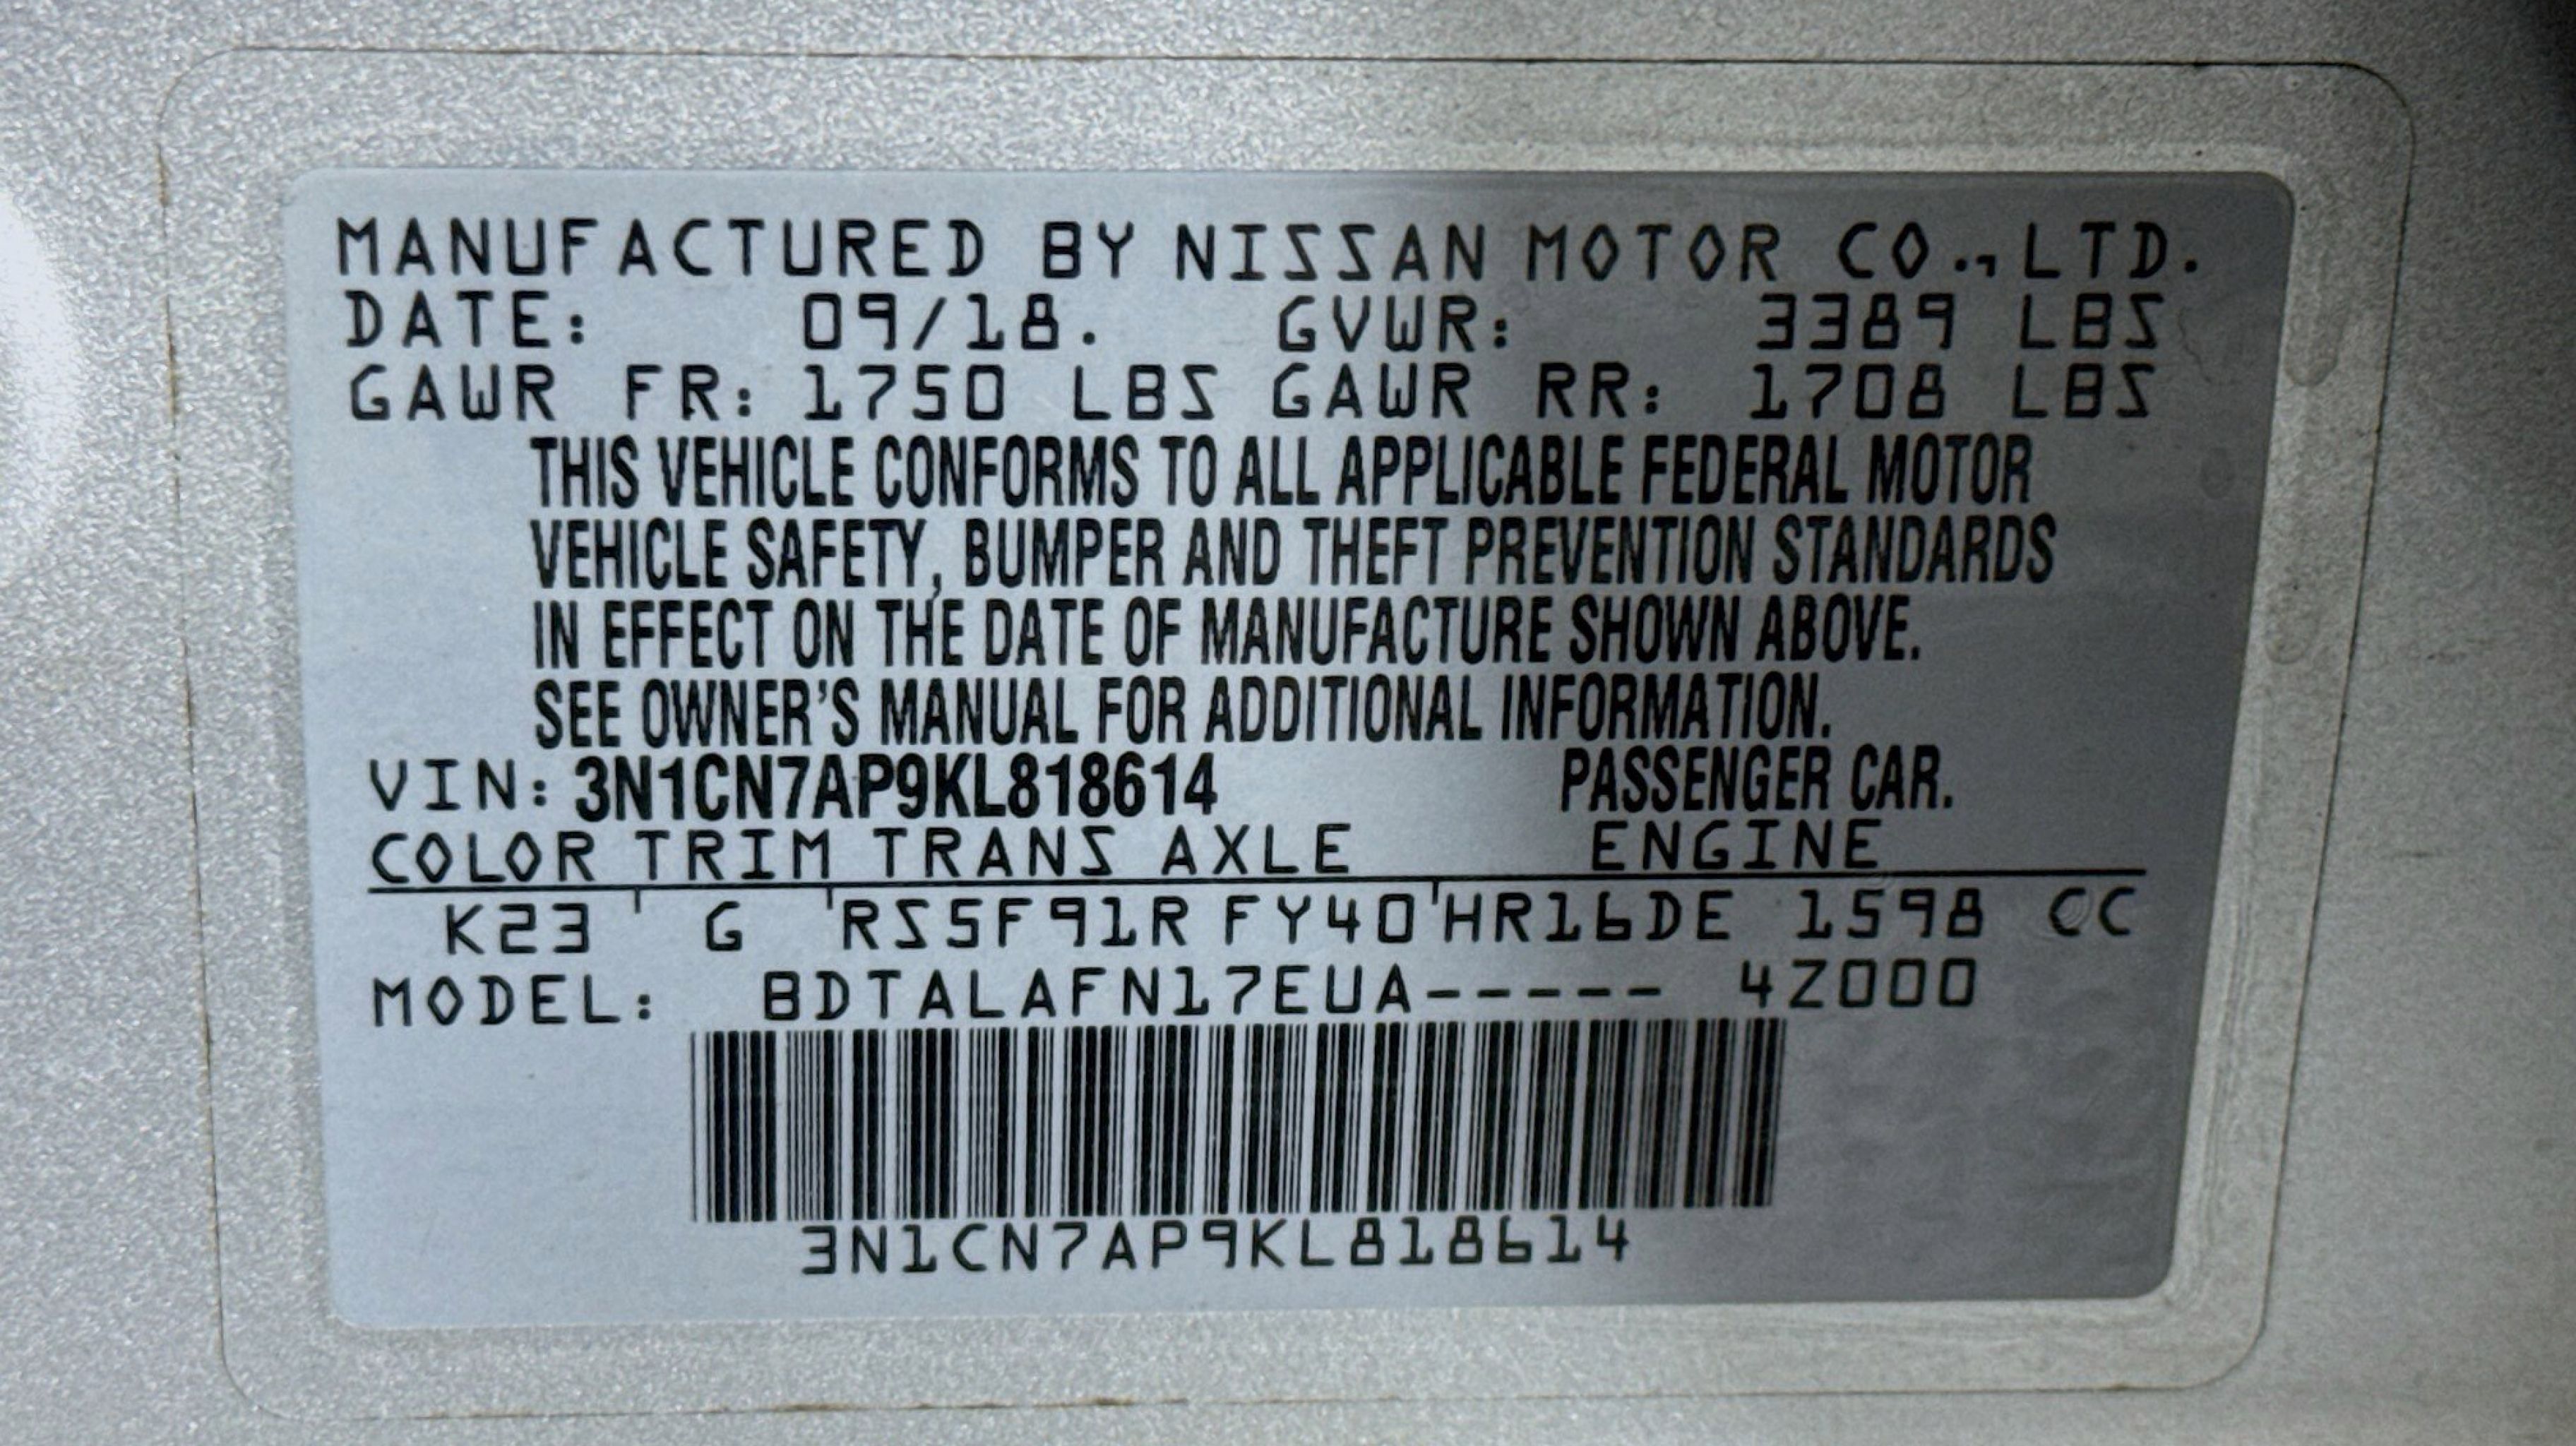 MANUFACTURED BY NISSAN MOTOR CO.,LTD.
DATE: 09/18. GVWR: 3389 LBS
GAWR FR: 1750 LBS GAWR RR: 1708 LBS
THIS VEHICLE CONFORMS TO ALL APPLICABLE FEDERAL MOTOR
VEHICLE SAFETY, BUMPER AND THEFT PREVENTION STANDARDS
IN EFFECT ON THE DATE OF MANUFACTURE SHOWN ABOVE.
SEE OWNER'S MANUAL FOR ADDITIONAL INFORMATION.
VIN: 3N1CN7AP9KL818614 PASSENGER CAR.
COLOR TRIM TRANS AXLE ENGINE
K23 G RS5F91R FY40 HR16DE 1598 CC
MODEL: BDTALAFN17EUA----- 4Z000
3N1CN7AP9KL818614